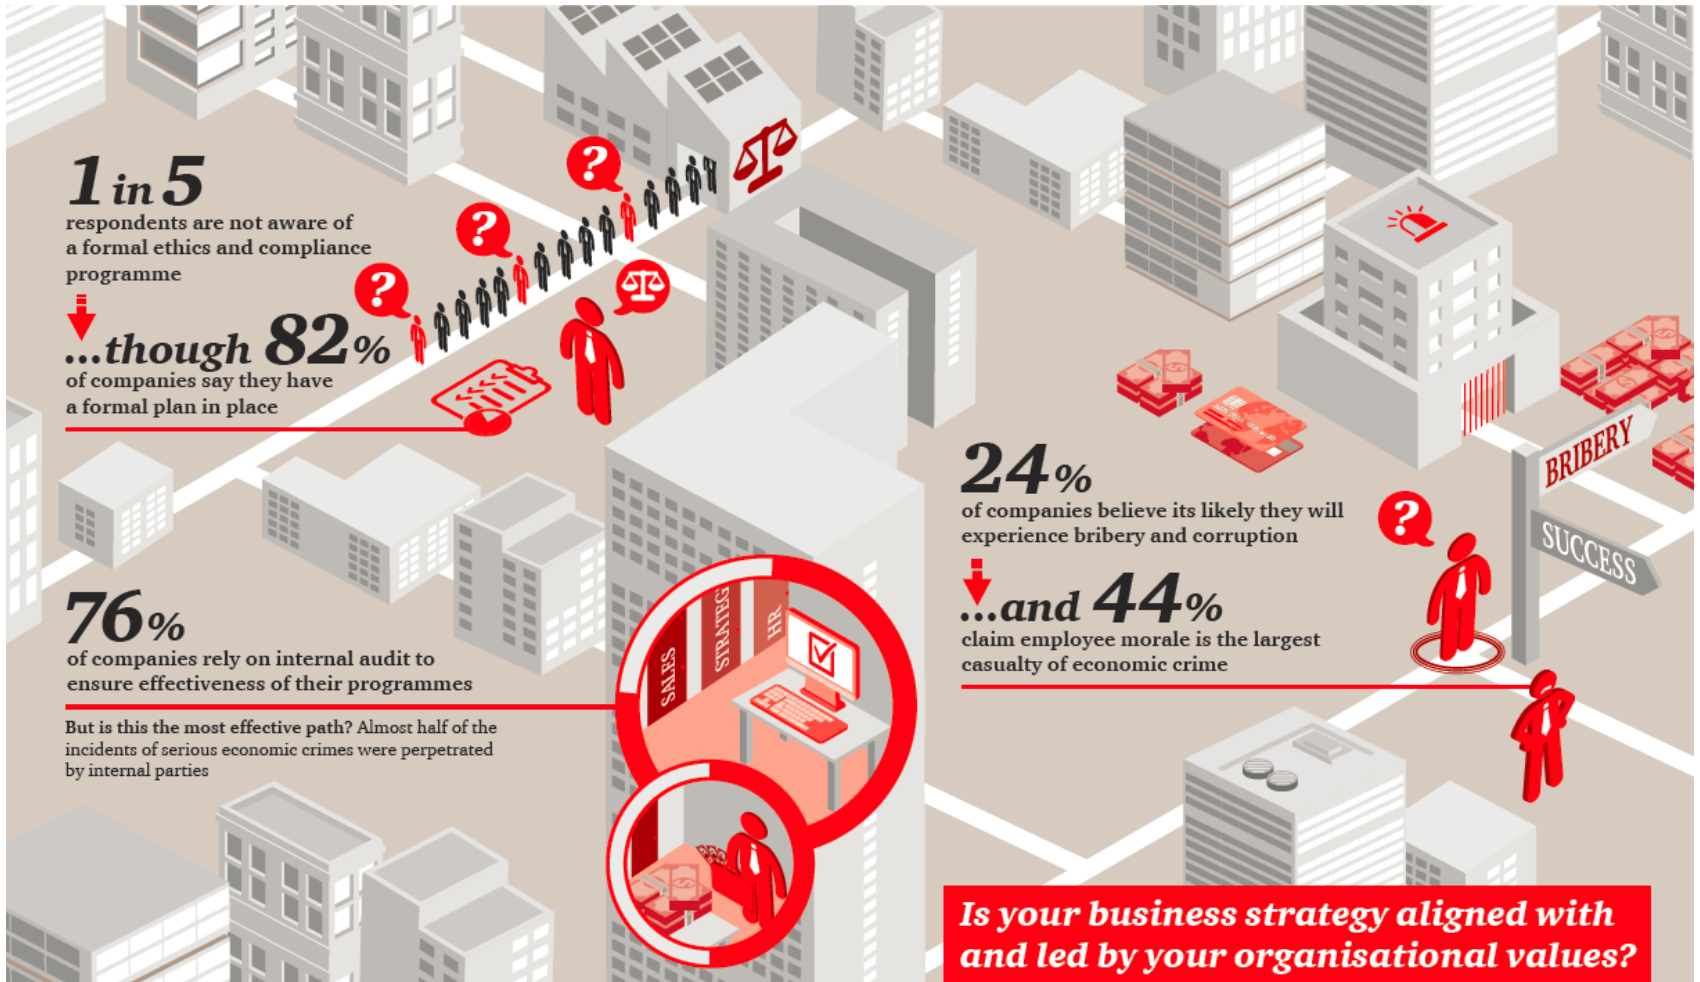 1 in 5
respondents are not aware of
a formal ethics and compliance
programme
...though 82%
of companies say they have
a formal plan in place
76%
of companies rely on internal audit to
ensure effectiveness of their programmes
But is this the most effective path? Almost half of the
incidents of serious economic crimes were perpetrated
by internal parties
?
?
?
SALES
STRATEG
HR
24%
of companies believe its likely they will
experience bribery and corruption
...and 44%
claim employee morale is the largest
casualty of economic crime
?
BRIBERY
SUCCESS
Is your business strategy aligned with
and led by your organisational values?